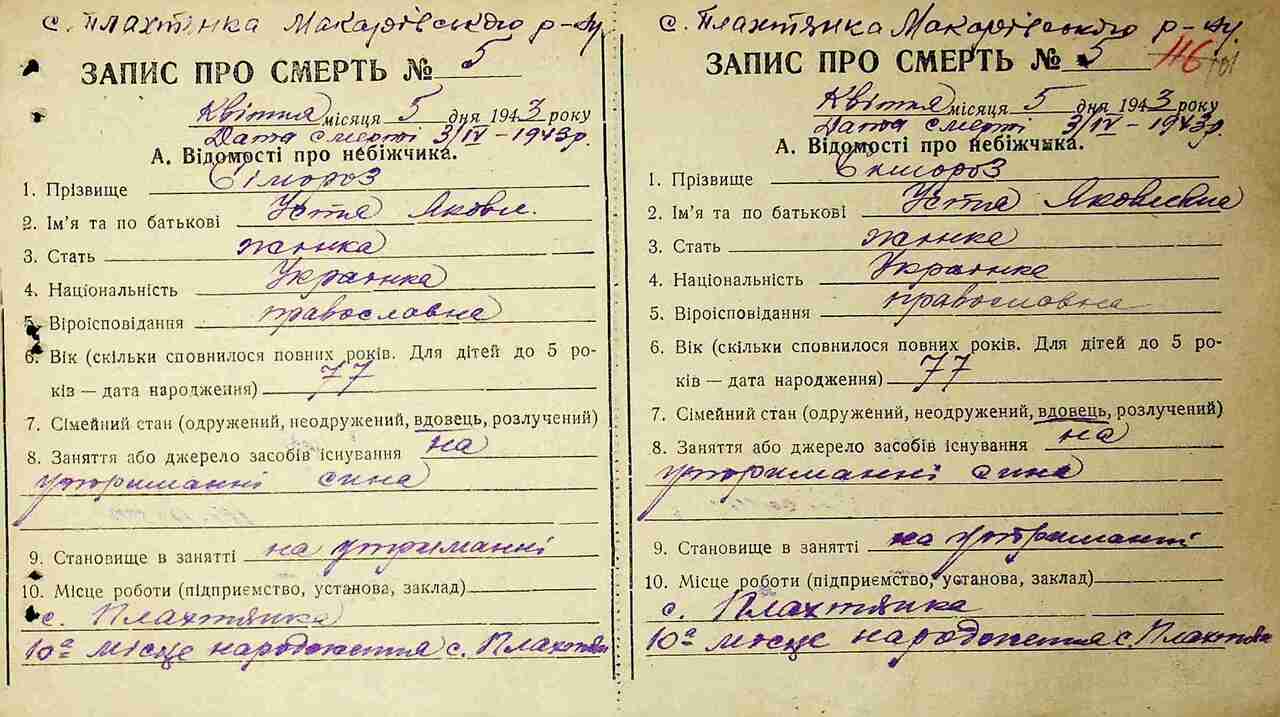 с. Плахтянка Макарівського р-ну
ЗАПИС ПРО СМЕРТЬ № 5
Квітня місяця 5 дня 1943 року
Дата смерті 3/IV – 1943 р.
А. Відомості про небіжчика.
1. Прізвище
2. Ім'я та по батькові Устя Яковл.
3. Стать жінка
4. Національність Українка
5. Віроісповідання православна
6. Вік (скільки сповнилося повних років. Для дітей до 5 ро-
ків — дата народження) 77
7. Сімейний стан (одружений, неодружений, вдовець, розлучений)
8. Заняття або джерело засобів існування на
утриманні сина
9. Становище в занятті на утриманні
10. Місце роботи (підприємство, установа, заклад)
с. Плахтянка
10а місце народження с. Плахтянка
с. Плахтянка Макарівського р-ну.
ЗАПИС ПРО СМЕРТЬ № 5 116
Квітня місяця 5 дня 1943 року
Дата смерті 3/IV – 1943 р.
А. Відомості про небіжчика.
1. Прізвище
2. Ім'я та по батькові Устя Яковлевна
3. Стать жінка
4. Національність Українка
5. Віроісповідання православна
6. Вік (скільки сповнилося повних років. Для дітей до 5 ро-
ків — дата народження) 77
7. Сімейний стан (одружений, неодружений, вдовець, розлучений)
8. Заняття або джерело засобів існування на
утриманні сина
9. Становище в занятті на утриманні
10. Місце роботи (підприємство, установа, заклад)
с. Плахтянка
10а місце народження с. Плахтянка